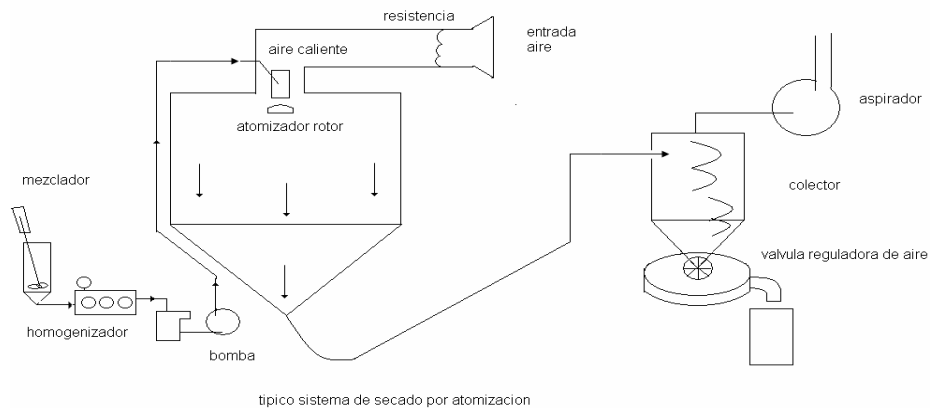 resistencia
entrada
aire
aire caliente
aspirador
atomizador rotor
mezclador
colector
valvula reguladora de aire
homogenizador
bomba
tipico sistema de secado por atomizacion